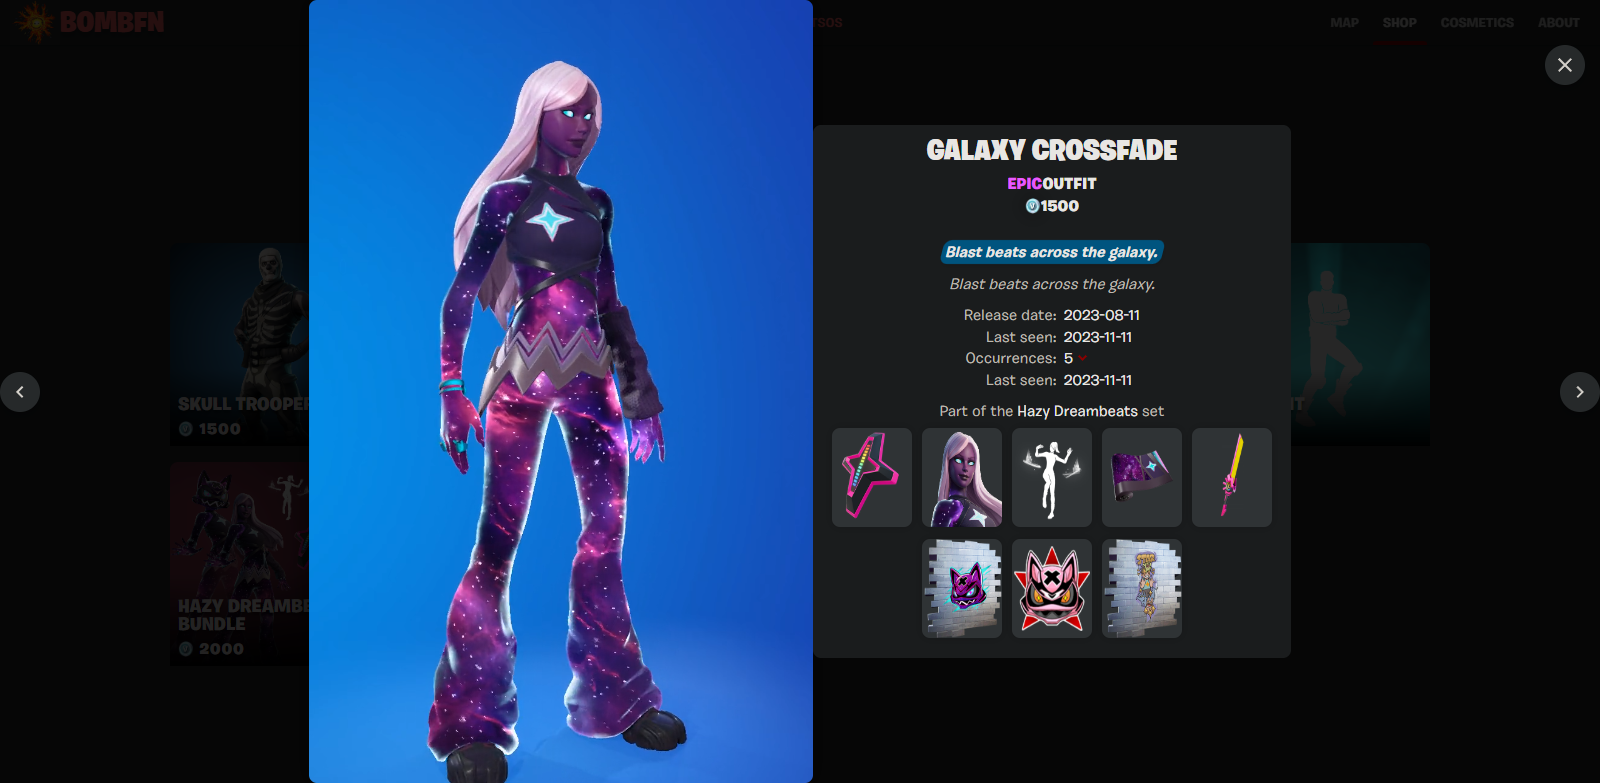 BOMBFN
TSOS
MAP
SHOP
COSMETICS
ABOUT
GALAXY CROSSFADE
EPICOUTFIT
1500
Blast beats across the galaxy.
Blast beats across the galaxy.
Release date: 2023-08-11
Last seen: 2023-11-11
Occurrences: 5
Last seen: 2023-11-11
Part of the Hazy Dreambeats set
SKULL TROOPER
1500
HAZY DREAMBE
BUNDLE
2000